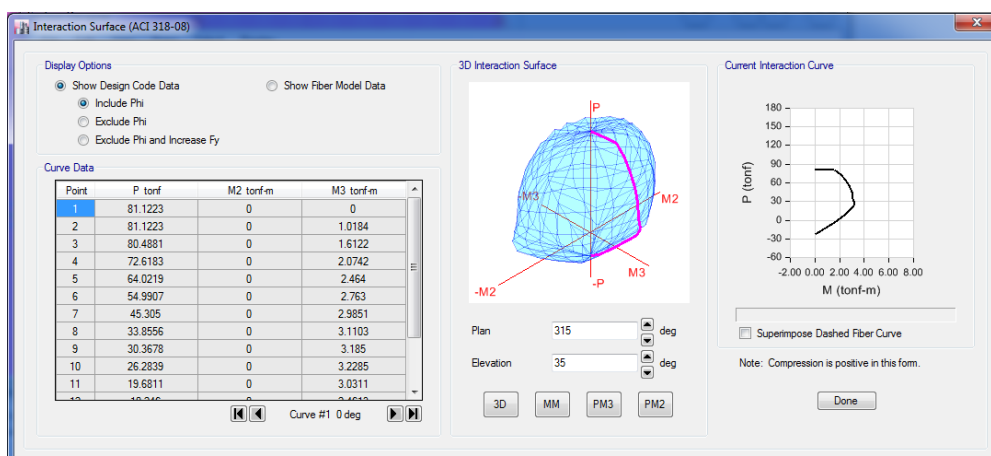 Interaction Surface (ACI 318-08)
Display Options
Show Design Code Data
Show Fiber Model Data
Include Phi
Exclude Phi
Exclude Phi and Increase Fy
Curve Data
Point P tonf M2 tonf-m M3 tonf-m
1 81.1223 0 0
2 81.1223 0 1.0184
3 80.4881 0 1.6122
4 72.6183 0 2.0742
5 64.0219 0 2.464
6 54.9907 0 2.763
7 45.305 0 2.9851
8 33.8556 0 3.1103
9 30.3678 0 3.185
10 26.2839 0 3.2285
11 19.6811 0 3.0311
Curve #1 0 deg
3D Interaction Surface
P
-M3
M2
M3
-M2
-P
Plan 315 deg
Elevation 35 deg
3D MM PM3 PM2
Current Interaction Curve
180
150
120
90
60
30
0
-30
-60
P (tonf)
-2.00 0.00 2.00 4.00 6.00 8.00
M (tonf-m)
Superimpose Dashed Fiber Curve
Note: Compression is positive in this form.
Done